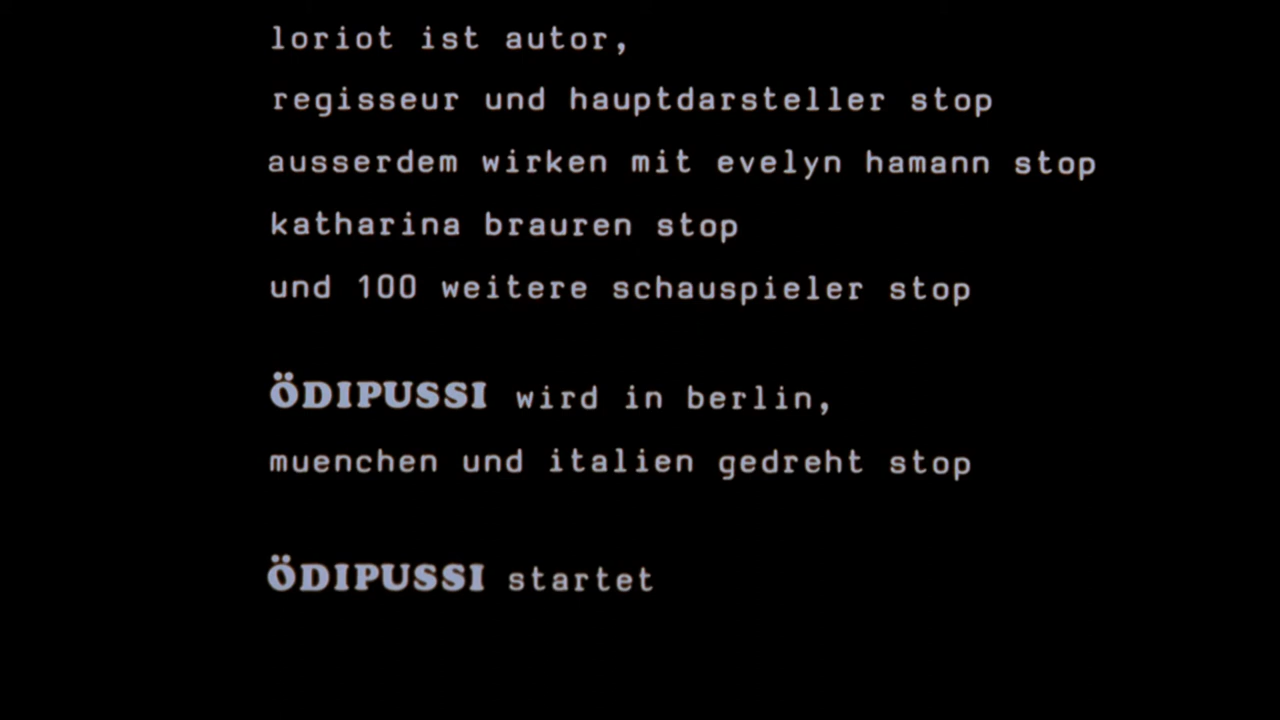 loriot ist autor,
regisseur und hauptdarsteller stop
ausserdem wirken mit evelyn hamann stop
katharina brauren stop
und 100 weitere schauspieler stop
ÖDIPUSSI wird in berlin,
muenchen und italien gedreht stop
ÖDIPUSSI startet